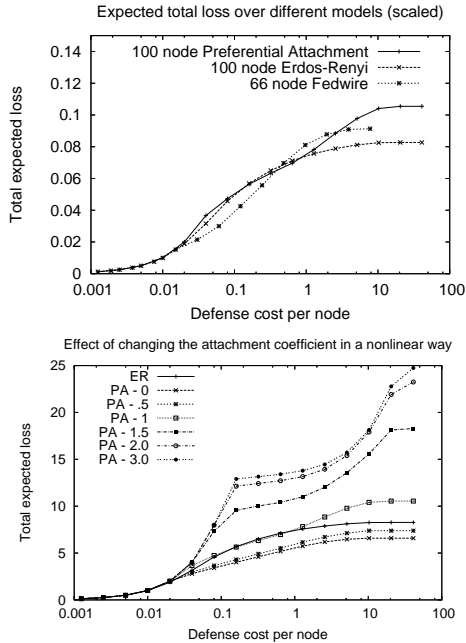 Expected total loss over different models (scaled)
0.14
0.12
0.1
0.08
0.06
0.04
0.02
0
Total expected loss
100 node Preferential Attachment
100 node Erdos-Renyi
66 node Fedwire
0.001 0.01 0.1 1 10 100
Defense cost per node
Effect of changing the attachment coefficient in a nonlinear way
25
20
15
10
5
0
Total expected loss
ER
PA - 0
PA - .5
PA - 1
PA - 1.5
PA - 2.0
PA - 3.0
0.001 0.01 0.1 1 10 100
Defense cost per node